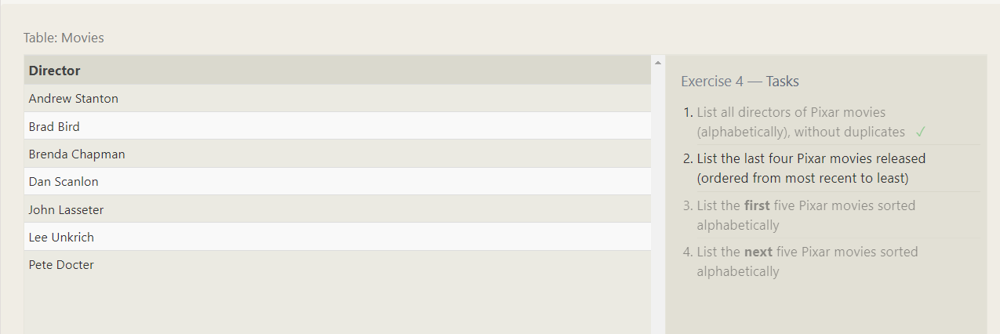 Table: Movies
Director
Andrew Stanton
Brad Bird
Brenda Chapman
Dan Scanlon
John Lasseter
Lee Unkrich
Pete Docter
Exercise 4 — Tasks
1. List all directors of Pixar movies
(alphabetically), without duplicates ✓
2. List the last four Pixar movies released
(ordered from most recent to least)
3. List the first five Pixar movies sorted
alphabetically
4. List the next five Pixar movies sorted
alphabetically